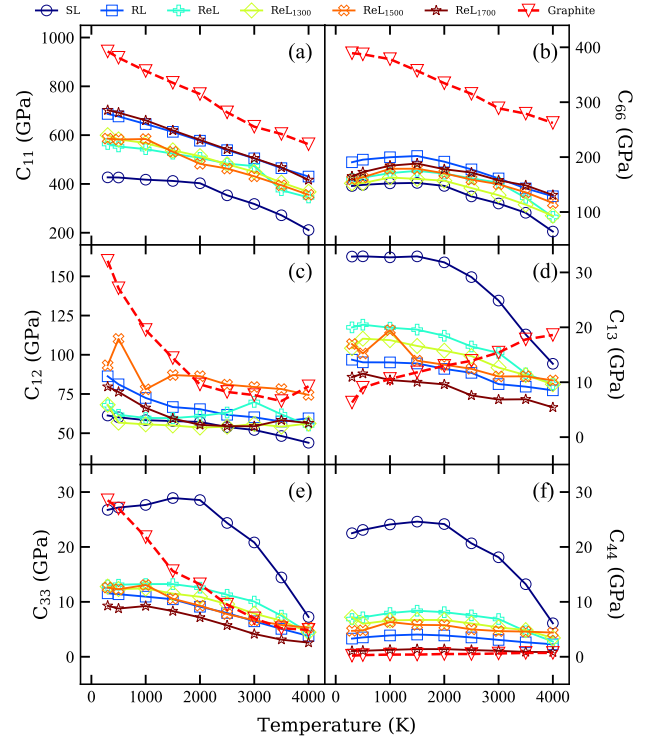 SL RL ReL ReL1300 ReL1500 ReL1700 Graphite
(a) (b)
1000
800
600
400
200
C11 (GPa)
400
300
200
100
C66 (GPa)
(c) (d)
150
125
100
75
50
C12 (GPa)
30
20
10
0
C13 (GPa)
(e) (f)
30
20
10
0
C33 (GPa)
30
20
10
0
C44 (GPa)
0 1000 2000 3000 4000 0 1000 2000 3000 4000
Temperature (K)